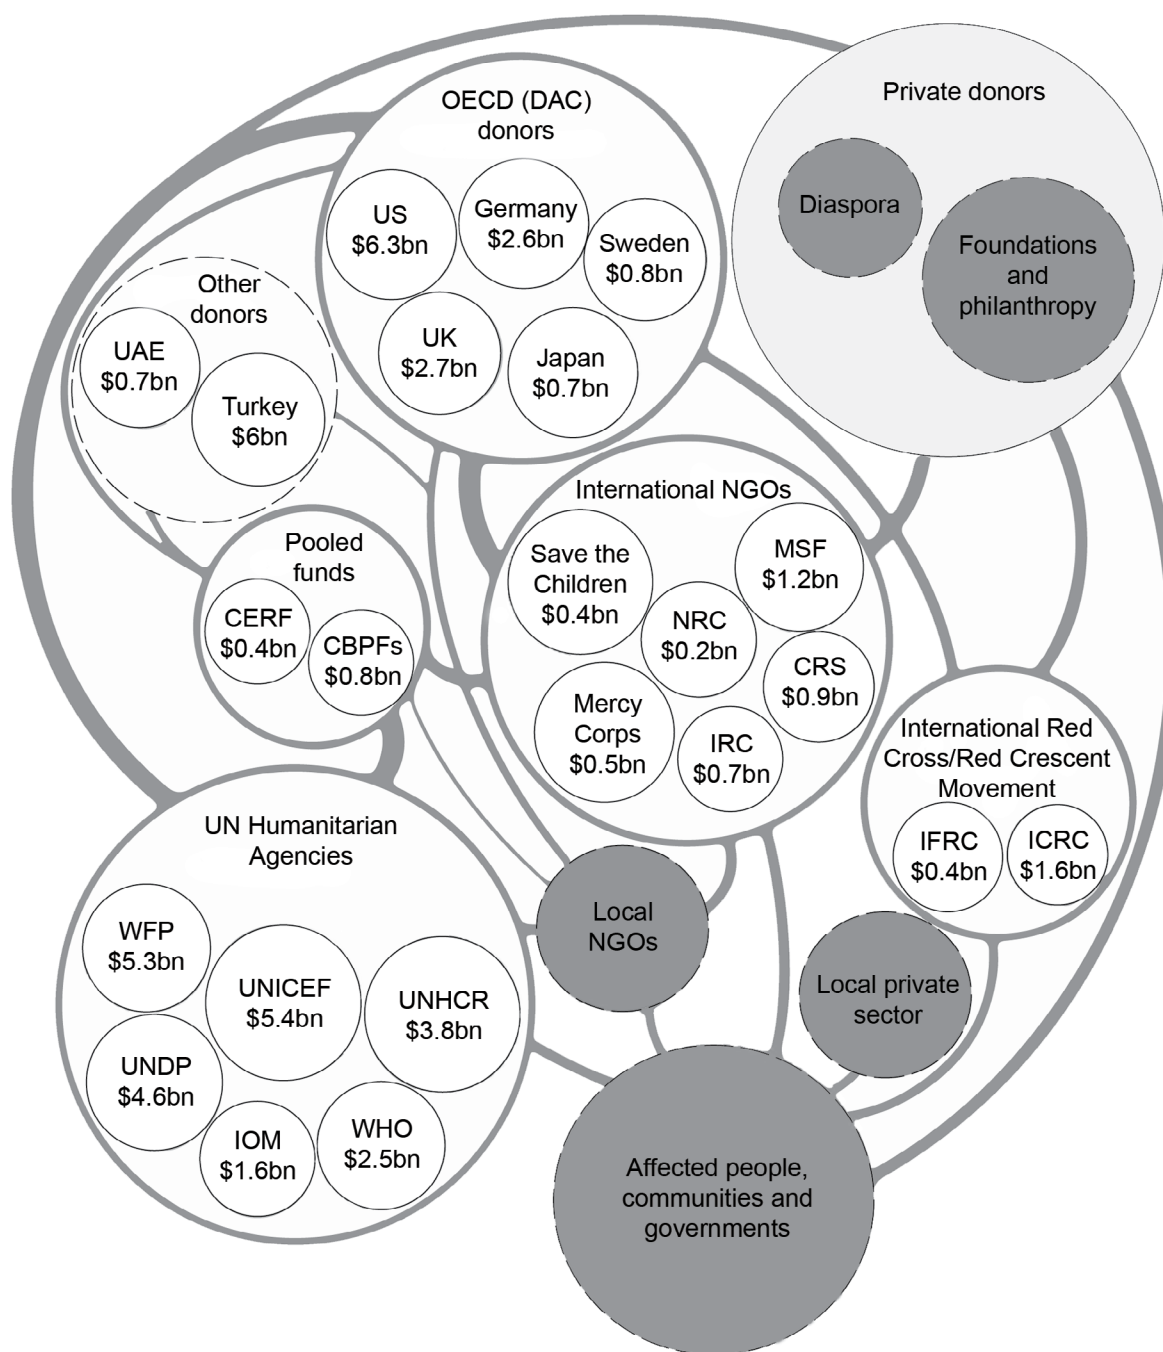 OECD (DAC)
donors
US
$6.3bn
Germany
$2.6bn
Sweden
$0.8bn
UK
$2.7bn
Japan
$0.7bn
Private donors
Diaspora
Foundations
and
philanthropy
Other
donors
UAE
$0.7bn
Turkey
$6bn
Pooled
funds
CERF
$0.4bn
CBPFs
$0.8bn
International NGOs
Save the
Children
$0.4bn
MSF
$1.2bn
NRC
$0.2bn
CRS
$0.9bn
Mercy
Corps
$0.5bn
IRC
$0.7bn
International Red
Cross/Red Crescent
Movement
IFRC
$0.4bn
ICRC
$1.6bn
UN Humanitarian
Agencies
WFP
$5.3bn
UNICEF
$5.4bn
UNHCR
$3.8bn
UNDP
$4.6bn
IOM
$1.6bn
WHO
$2.5bn
Local
NGOs
Local private
sector
Affected people,
communities and
governments